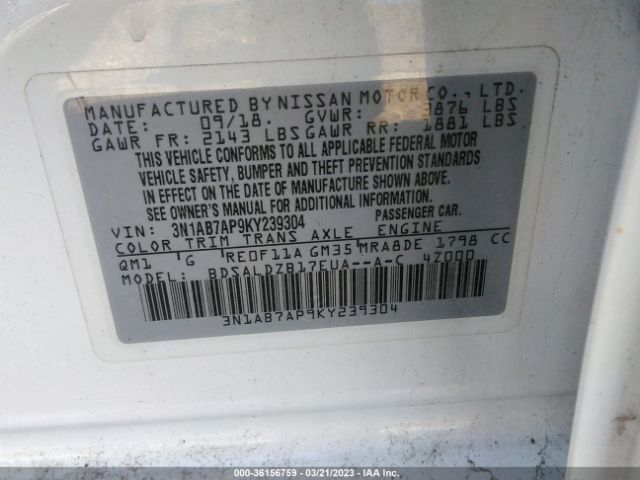 MANUFACTURED BY NISSAN MOTOR CO., LTD.
DATE: 09/18. GVWR: 3876 LBS
GAWR FR: 2143 LBS GAWR RR: 1881 LBS
THIS VEHICLE CONFORMS TO ALL APPLICABLE FEDERAL MOTOR
VEHICLE SAFETY, BUMPER AND THEFT PREVENTION STANDARDS
IN EFFECT ON THE DATE OF MANUFACTURE SHOWN ABOVE.
SEE OWNER'S MANUAL FOR ADDITIONAL INFORMATION.
VIN: 3N1AB7AP9KY239304 PASSENGER CAR.
COLOR TRIM TRANS AXLE ENGINE
QM1 G RE0F11A GM35 MRA8DE 1798 CC
MODEL: BDSALDZB17EUA--A-C 4Z000
3N1AB7AP9KY239304
000-36156759 — 03/21/2023 — IAA Inc.